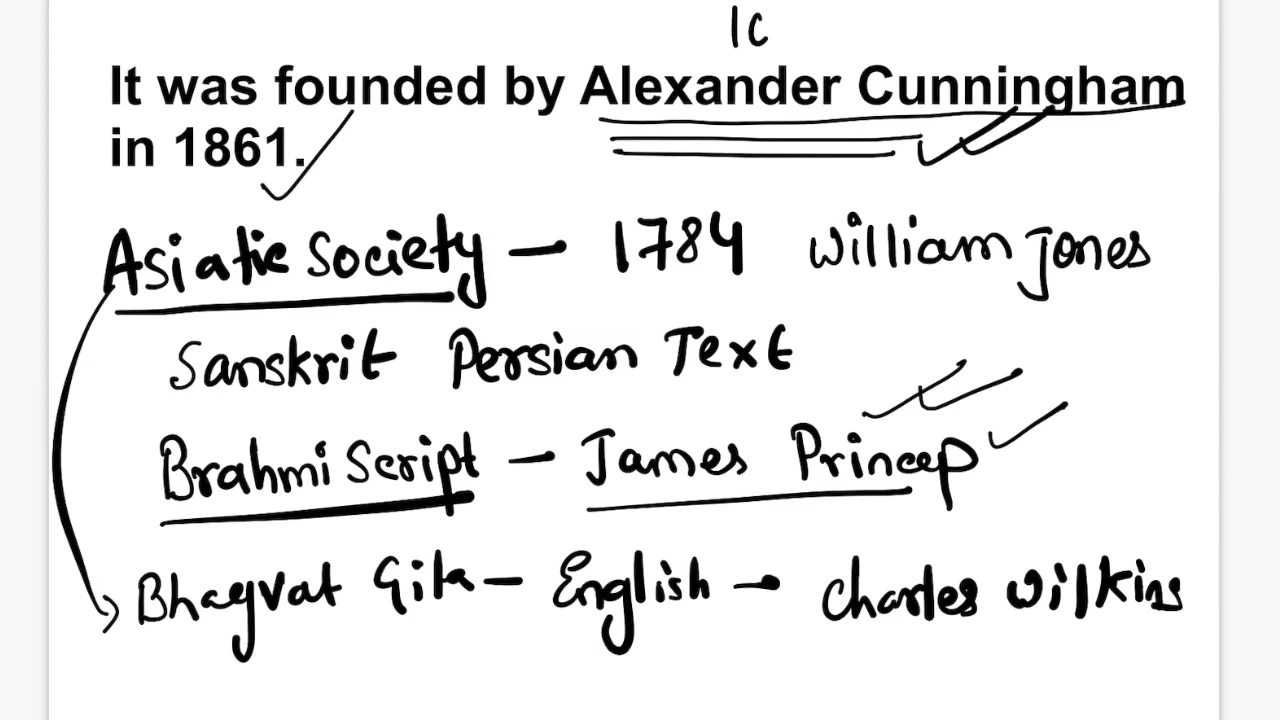 1c
It was founded by Alexander Cunningham
in 1861.
Asiatic Society - 1784 William Jones
Sanskrit Persian Text
Brahmi Script - James Princep
Bhagvat Gita - English - Charles Wilkins